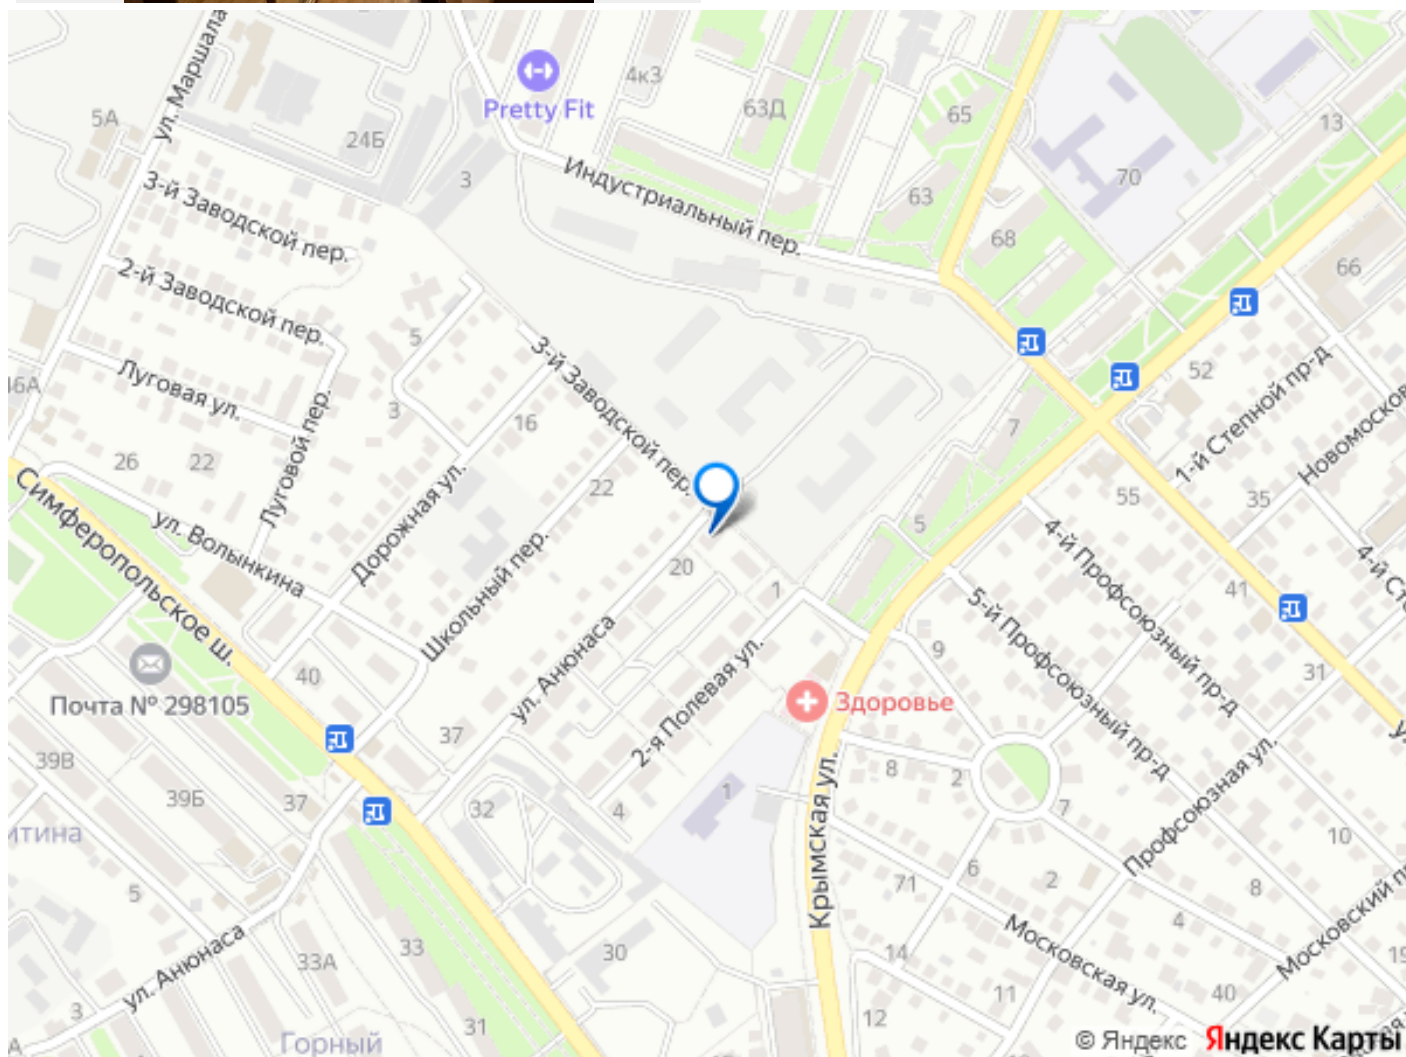 ул. Маршала
5А
24Б
3
Pretty Fit
4к3
63Д
65
13
70
63
68
66
Индустриальный пер.
3-й Заводской пер.
2-й Заводской пер.
5
3-й Заводской пер.
Луговая ул.
3
16
Луговой пер.
26
22
Дорожная ул.
22
7
52
1-й Степной пр-д
55
35
Симферопольское ш.
ул. Волынкина
Школьный пер.
20
1
5
4-й Профсоюзный пр-д
5-й Профсоюзный пр-д
41
31
9
Почта № 298105
40
ул. Анюнаса
2-я Полевая ул.
Здоровье
37
39В
39Б
37
32
4
1
8
2
7
Крымская ул.
Профсоюзная ул.
10
5
6
71
2
8
4
ул. Анюнаса
33
33А
30
14
Московская ул.
11
40
19
3
31
12
Горный
© Яндекс Яндекс Карты